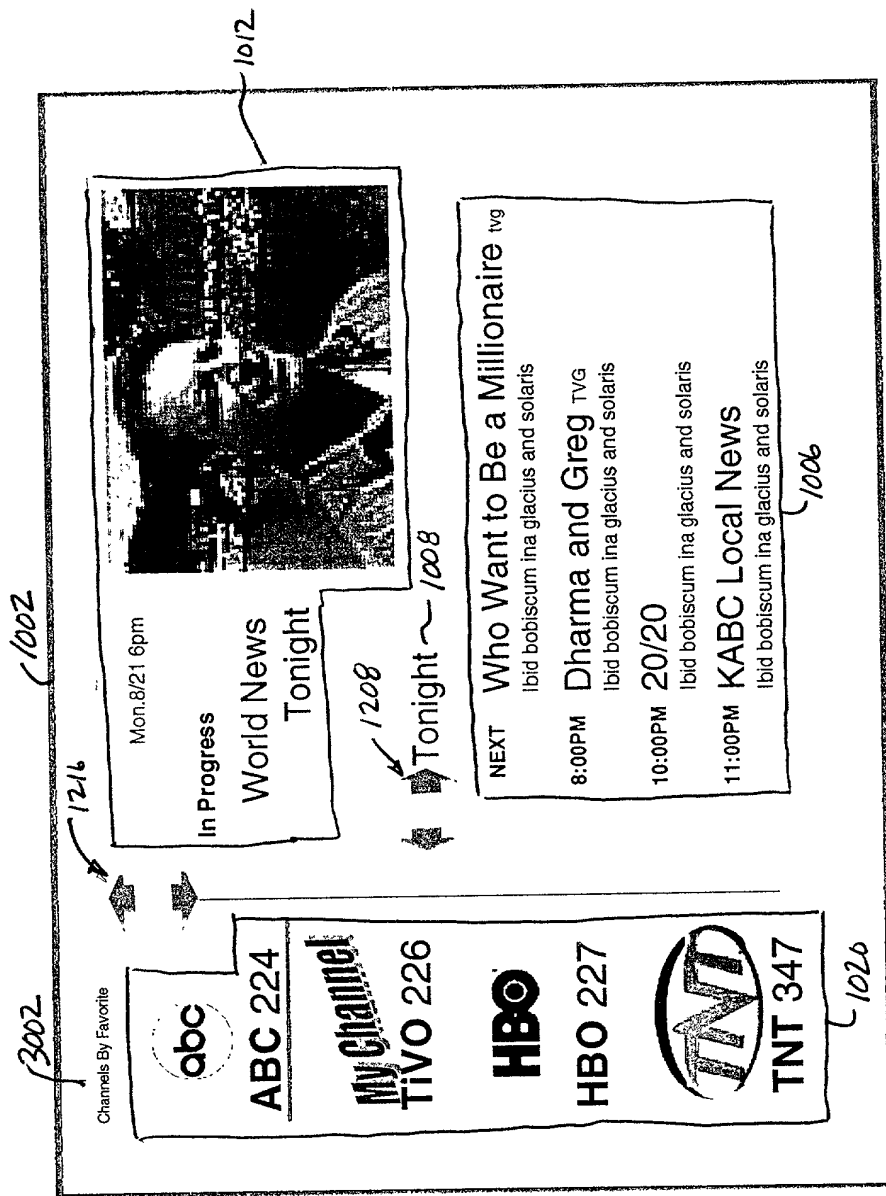 1002
3002
1216
1012
Channels By Favorite
abc
ABC 224
My Channel
TiVO 226
HBO
HBO 227
TNT
TNT 347
1020
Mon.8/21 6pm
In Progress
World News
Tonight
1208
Tonight ~ 1008
NEXT Who Want to Be a Millionaire tvg
Ibid bobiscum ina glacius and solaris
8:00PM Dharma and Greg TVG
Ibid bobiscum ina glacius and solaris
10:00PM 20/20
Ibid bobiscum ina glacius and solaris
11:00PM KABC Local News
Ibid bobiscum ina glacius and solaris
1006